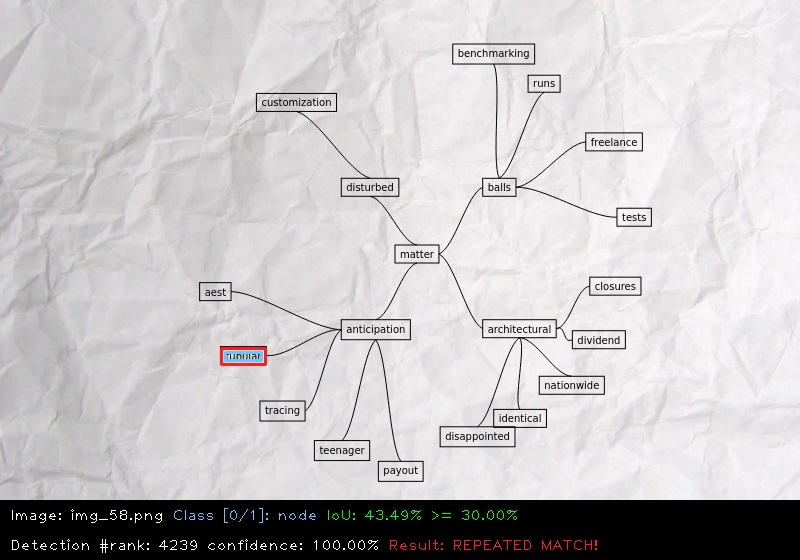 benchmarking
runs
customization
freelance
disturbed
balls
tests
matter
closures
aest
anticipation
architectural
dividend
nationwide
tracing
identical
disappointed
teenager
payout
Image: img_58.png Class [0/1]: node IoU: 43.49% >= 30.00%
Detection #rank: 4239 confidence: 100.00% Result: REPEATED MATCH!